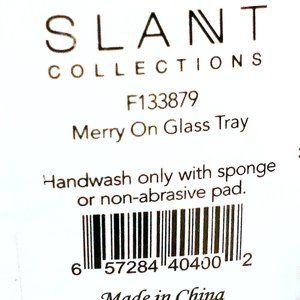 SLANT
COLLECTIONS
F133879
Merry On Glass Tray
Handwash only with sponge
or non-abrasive pad.
6 57284 40400 2
Made in China